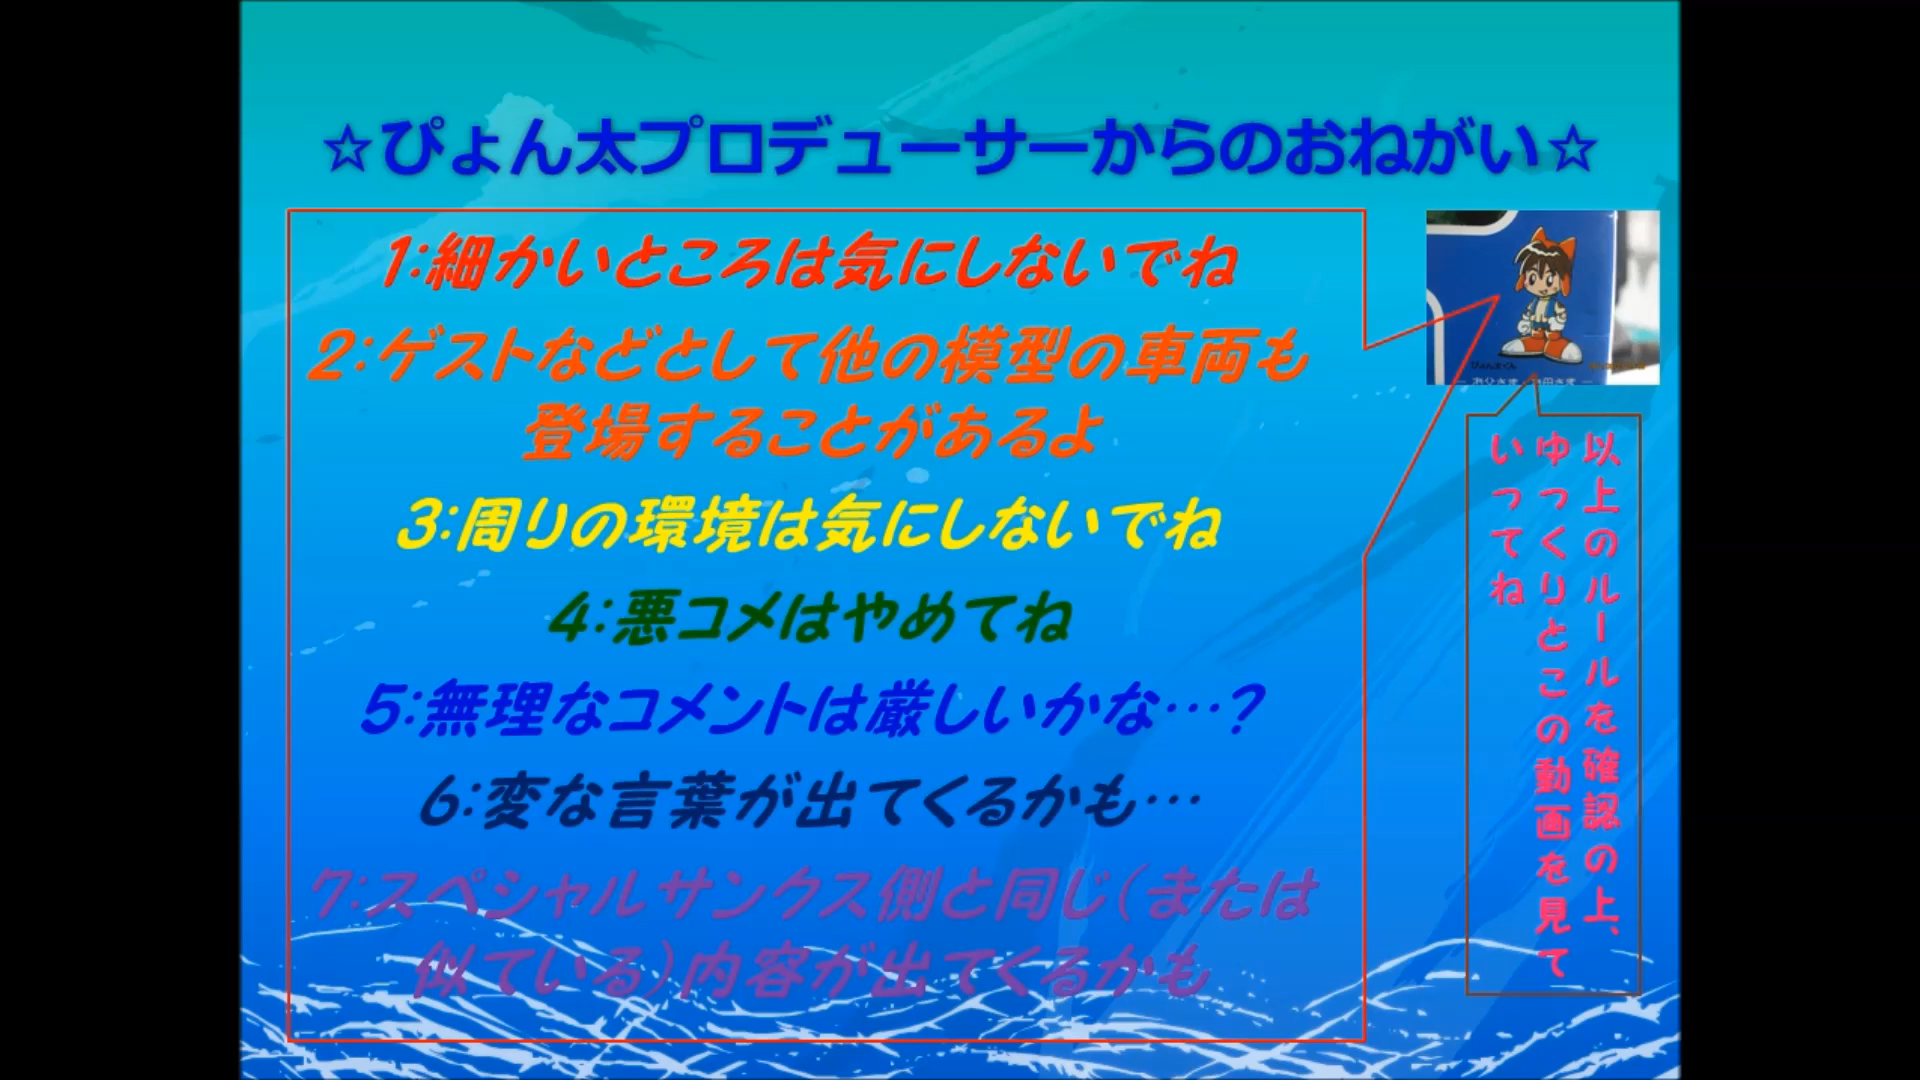 ☆ぴょん太プロデューサーからのおねがい☆
1:細かいところは気にしないでね
2:ゲストなどとして他の模型の車両も
登場することがあるよ
3:周りの環境は気にしないでね
4:悪コメはやめてね
5:無理なコメントは厳しいかな…?
6:変な言葉が出てくるかも…
7:スペシャルサンクス側と同じ(または
似ている)内容が出てくるかも
以上のルールを確認の上、
ゆっくりとこの動画を見て
いってね